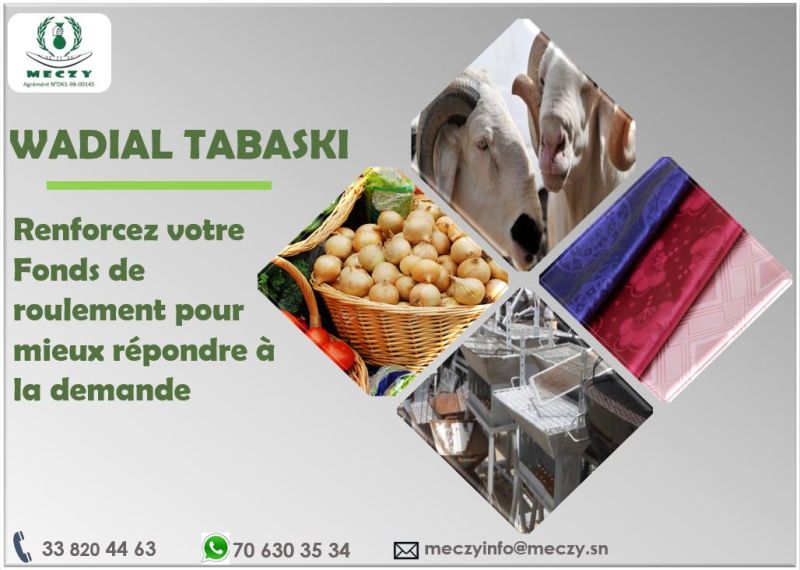 MECZY
Agrément N°DK1-98-00145
WADIAL TABASKI
Renforcez votre
Fonds de
roulement pour
mieux répondre à
la demande
33 820 44 63
70 630 35 34
meczyinfo@meczy.sn